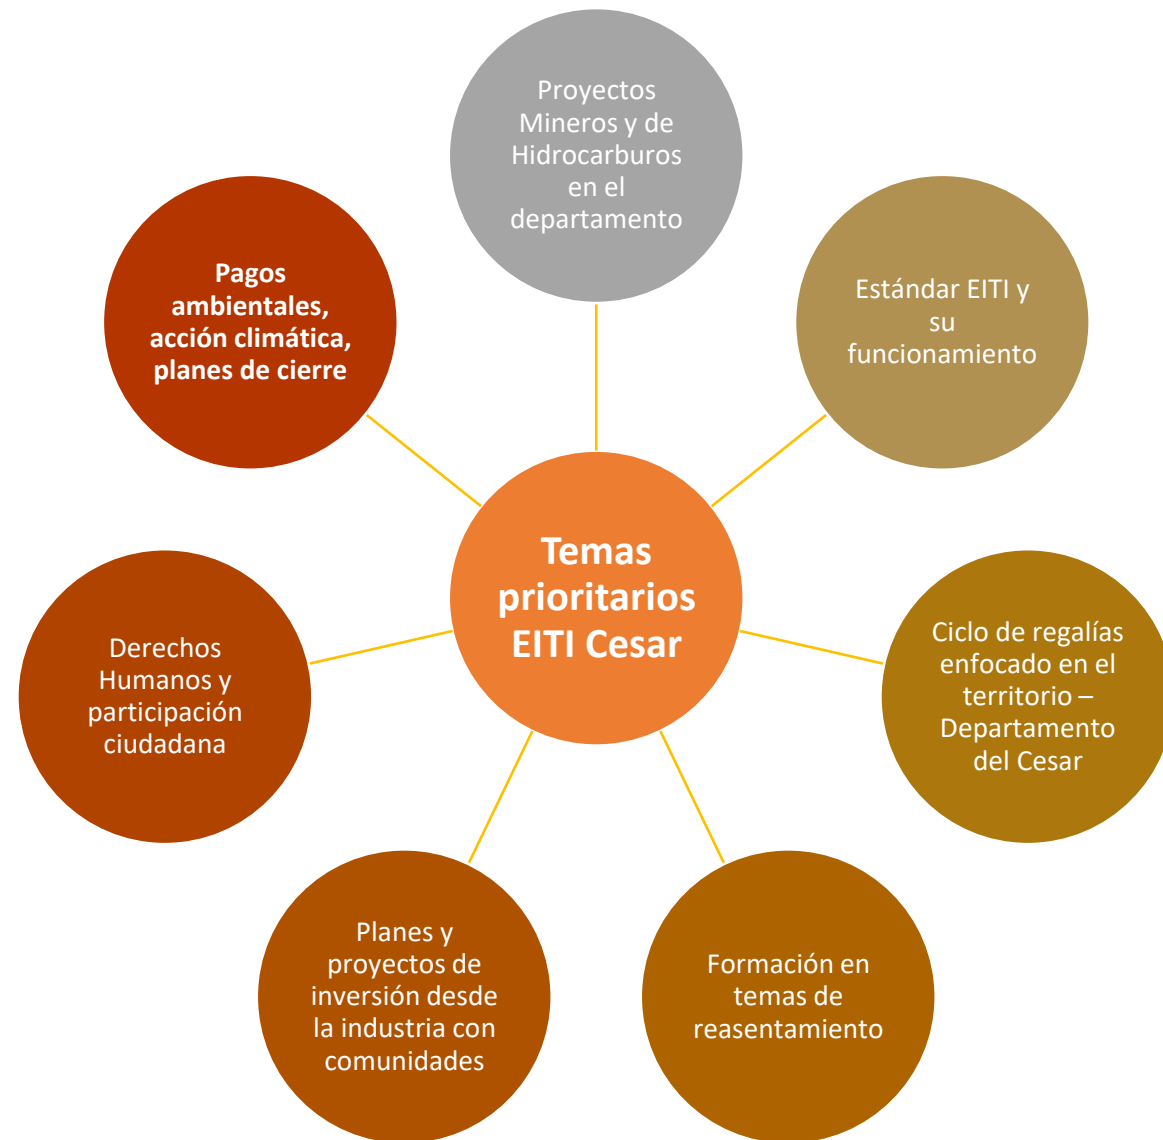 Proyectos
Mineros y de
Hidrocarburos
en el
departamento
Estándar EITI y
su
funcionamiento
Ciclo de regalías
enfocado en el
territorio –
Departamento
del Cesar
Formación en
temas de
reasentamiento
Planes y
proyectos de
inversión desde
la industria con
comunidades
Derechos
Humanos y
participación
ciudadana
Pagos
ambientales,
acción climática,
planes de cierre
Temas
prioritarios
EITI Cesar